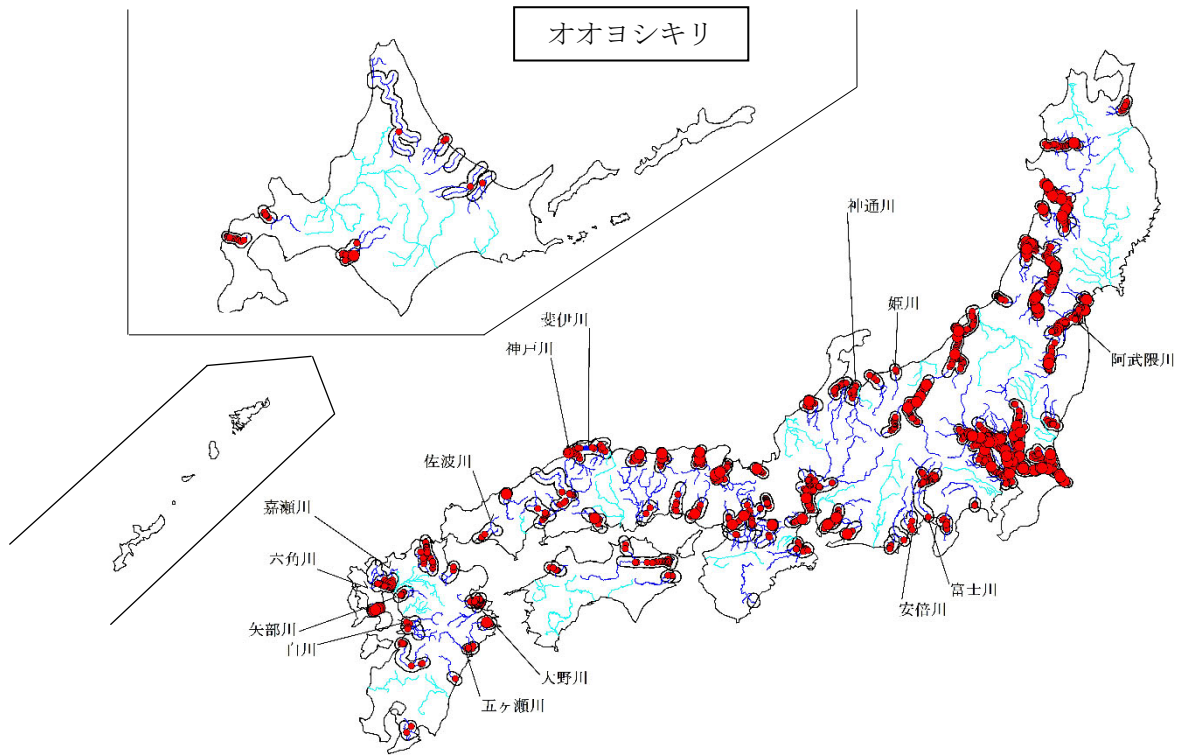 オオヨシキリ
神通川
姫川
斐伊川
神戸川
阿武隈川
佐波川
嘉瀬川
六角川
矢部川
白川
大野川
五ヶ瀬川
富士川
安倍川